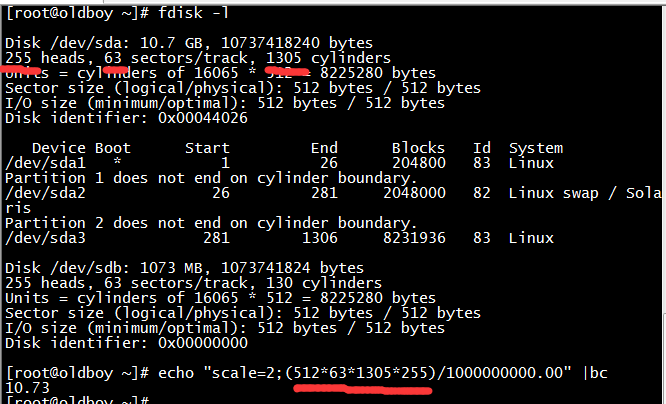 [root@oldboy ~]# fdisk -l
Disk /dev/sda: 10.7 GB, 10737418240 bytes
255 heads, 63 sectors/track, 1305 cylinders
Units = cylinders of 16065 * 512 = 8225280 bytes
Sector size (logical/physical): 512 bytes / 512 bytes
I/O size (minimum/optimal): 512 bytes / 512 bytes
Disk identifier: 0x00044026
Device Boot Start End Blocks Id System
/dev/sda1 * 1 26 204800 83 Linux
Partition 1 does not end on cylinder boundary.
/dev/sda2 26 281 2048000 82 Linux swap / Sola
ris
Partition 2 does not end on cylinder boundary.
/dev/sda3 281 1306 8231936 83 Linux
Disk /dev/sdb: 1073 MB, 1073741824 bytes
255 heads, 63 sectors/track, 130 cylinders
Units = cylinders of 16065 * 512 = 8225280 bytes
Sector size (logical/physical): 512 bytes / 512 bytes
I/O size (minimum/optimal): 512 bytes / 512 bytes
Disk identifier: 0x00000000
[root@oldboy ~]# echo "scale=2;(512*63*1305*255)/1000000000.00" |bc
10.73
[root@oldboy ~]#